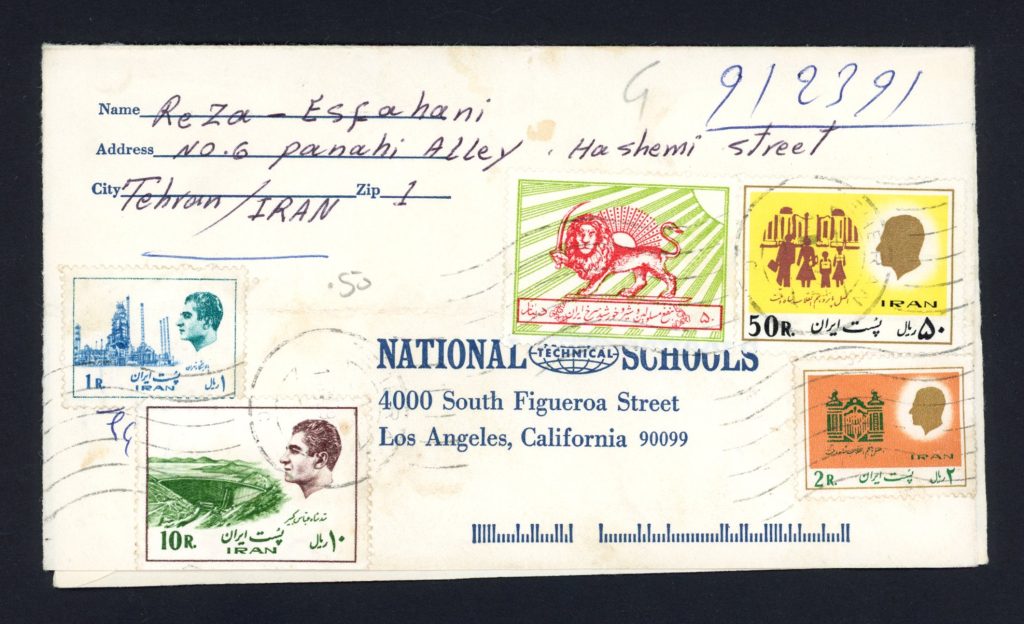 G
912391
Name Reza - Esfahani
Address NO.6 panahi Alley. Hashemi street
City Tehran/IRAN Zip 1
.50
۵۰
IRAN
50R. پست ایران ۵۰ ریال
پست ایران
1R. IRAN ۱ ریال
NATIONAL TECHNICAL SCHOOLS
4000 South Figueroa Street
Los Angeles, California 90099
IRAN
2R. پست ایران ۲ ریال
پست ایران
10R. IRAN ۱۰ ریال